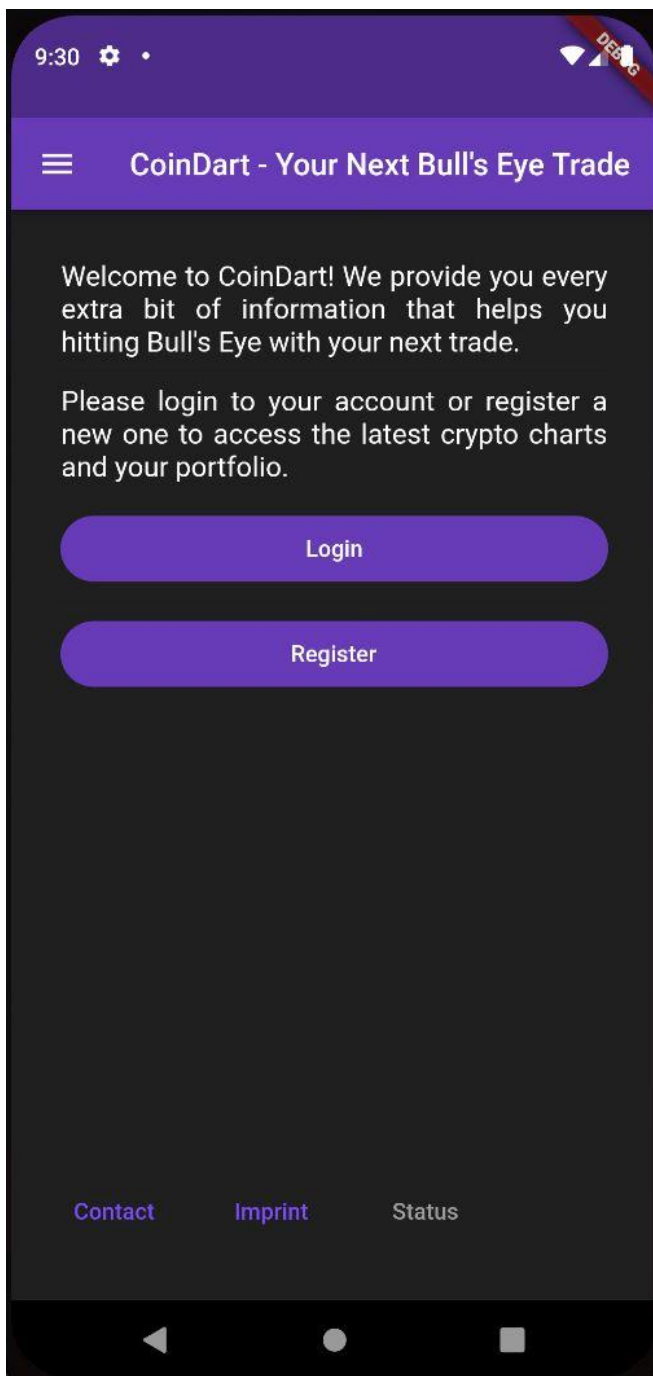 9:30
DEBUG
CoinDart - Your Next Bull's Eye Trade
Welcome to CoinDart! We provide you every
extra bit of information that helps you
hitting Bull's Eye with your next trade.
Please login to your account or register a
new one to access the latest crypto charts
and your portfolio.
Login
Register
Contact Imprint Status